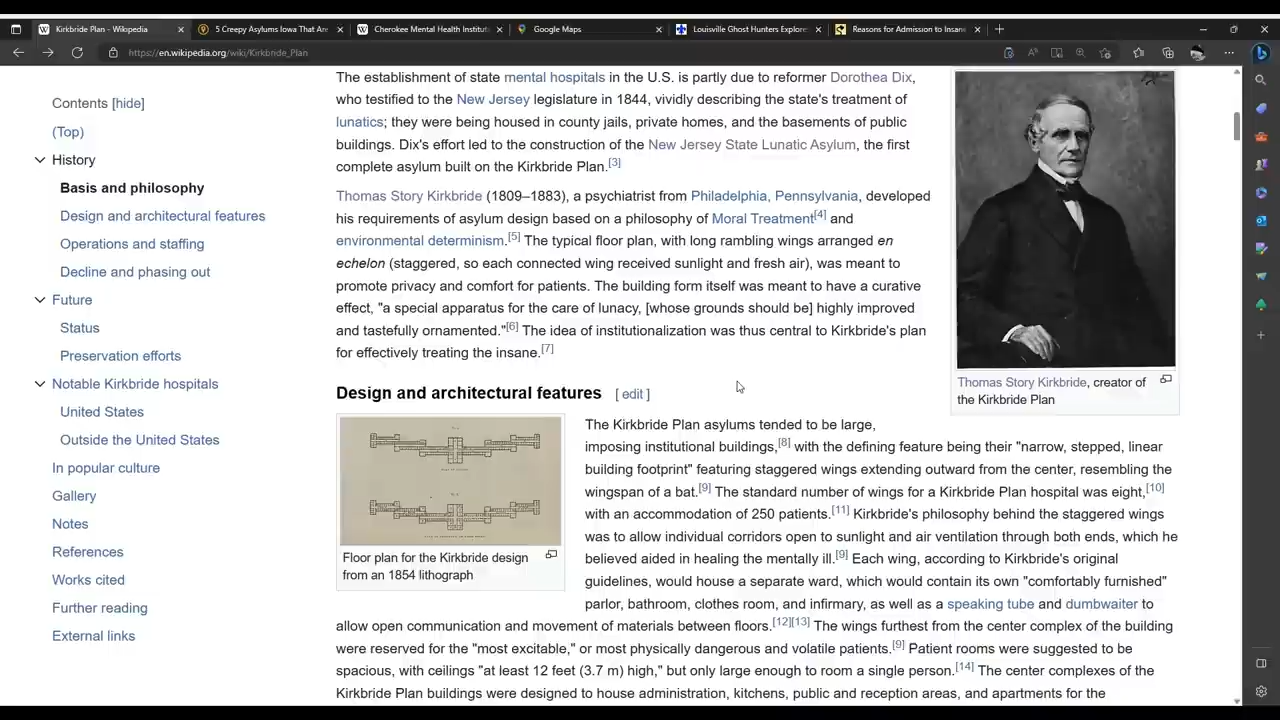 Kirkbride Plan - Wikipedia
5 Creepy Asylums Iowa That Are
Cherokee Mental Health Institut
Google Maps
Louisville Ghost Hunters Explore
Reasons for Admission to Insane
https://en.wikipedia.org/wiki/Kirkbride_Plan
Contents [hide]
(Top)
History
Basis and philosophy
Design and architectural features
Operations and staffing
Decline and phasing out
Future
Status
Preservation efforts
Notable Kirkbride hospitals
United States
Outside the United States
In popular culture
Gallery
Notes
References
Works cited
Further reading
External links
The establishment of state mental hospitals in the U.S. is partly due to reformer Dorothea Dix,
who testified to the New Jersey legislature in 1844, vividly describing the state's treatment of
lunatics; they were being housed in county jails, private homes, and the basements of public
buildings. Dix's effort led to the construction of the New Jersey State Lunatic Asylum, the first
complete asylum built on the Kirkbride Plan.[3]
Thomas Story Kirkbride (1809–1883), a psychiatrist from Philadelphia, Pennsylvania, developed
his requirements of asylum design based on a philosophy of Moral Treatment[4] and
environmental determinism.[5] The typical floor plan, with long rambling wings arranged en
echelon (staggered, so each connected wing received sunlight and fresh air), was meant to
promote privacy and comfort for patients. The building form itself was meant to have a curative
effect, "a special apparatus for the care of lunacy, [whose grounds should be] highly improved
and tastefully ornamented."[6] The idea of institutionalization was thus central to Kirkbride's plan
for effectively treating the insane.[7]
Thomas Story Kirkbride, creator of
the Kirkbride Plan
Design and architectural features [ edit ]
Floor plan for the Kirkbride design
from an 1854 lithograph
The Kirkbride Plan asylums tended to be large,
imposing institutional buildings,[8] with the defining feature being their "narrow, stepped, linear
building footprint" featuring staggered wings extending outward from the center, resembling the
wingspan of a bat.[9] The standard number of wings for a Kirkbride Plan hospital was eight,[10]
with an accommodation of 250 patients.[11] Kirkbride's philosophy behind the staggered wings
was to allow individual corridors open to sunlight and air ventilation through both ends, which he
believed aided in healing the mentally ill.[9] Each wing, according to Kirkbride's original
guidelines, would house a separate ward, which would contain its own "comfortably furnished"
parlor, bathroom, clothes room, and infirmary, as well as a speaking tube and dumbwaiter to
allow open communication and movement of materials between floors.[12][13] The wings furthest from the center complex of the building
were reserved for the "most excitable," or most physically dangerous and volatile patients.[9] Patient rooms were suggested to be
spacious, with ceilings "at least 12 feet (3.7 m) high," but only large enough to room a single person.[14] The center complexes of the
Kirkbride Plan buildings were designed to house administration, kitchens, public and reception areas, and apartments for the